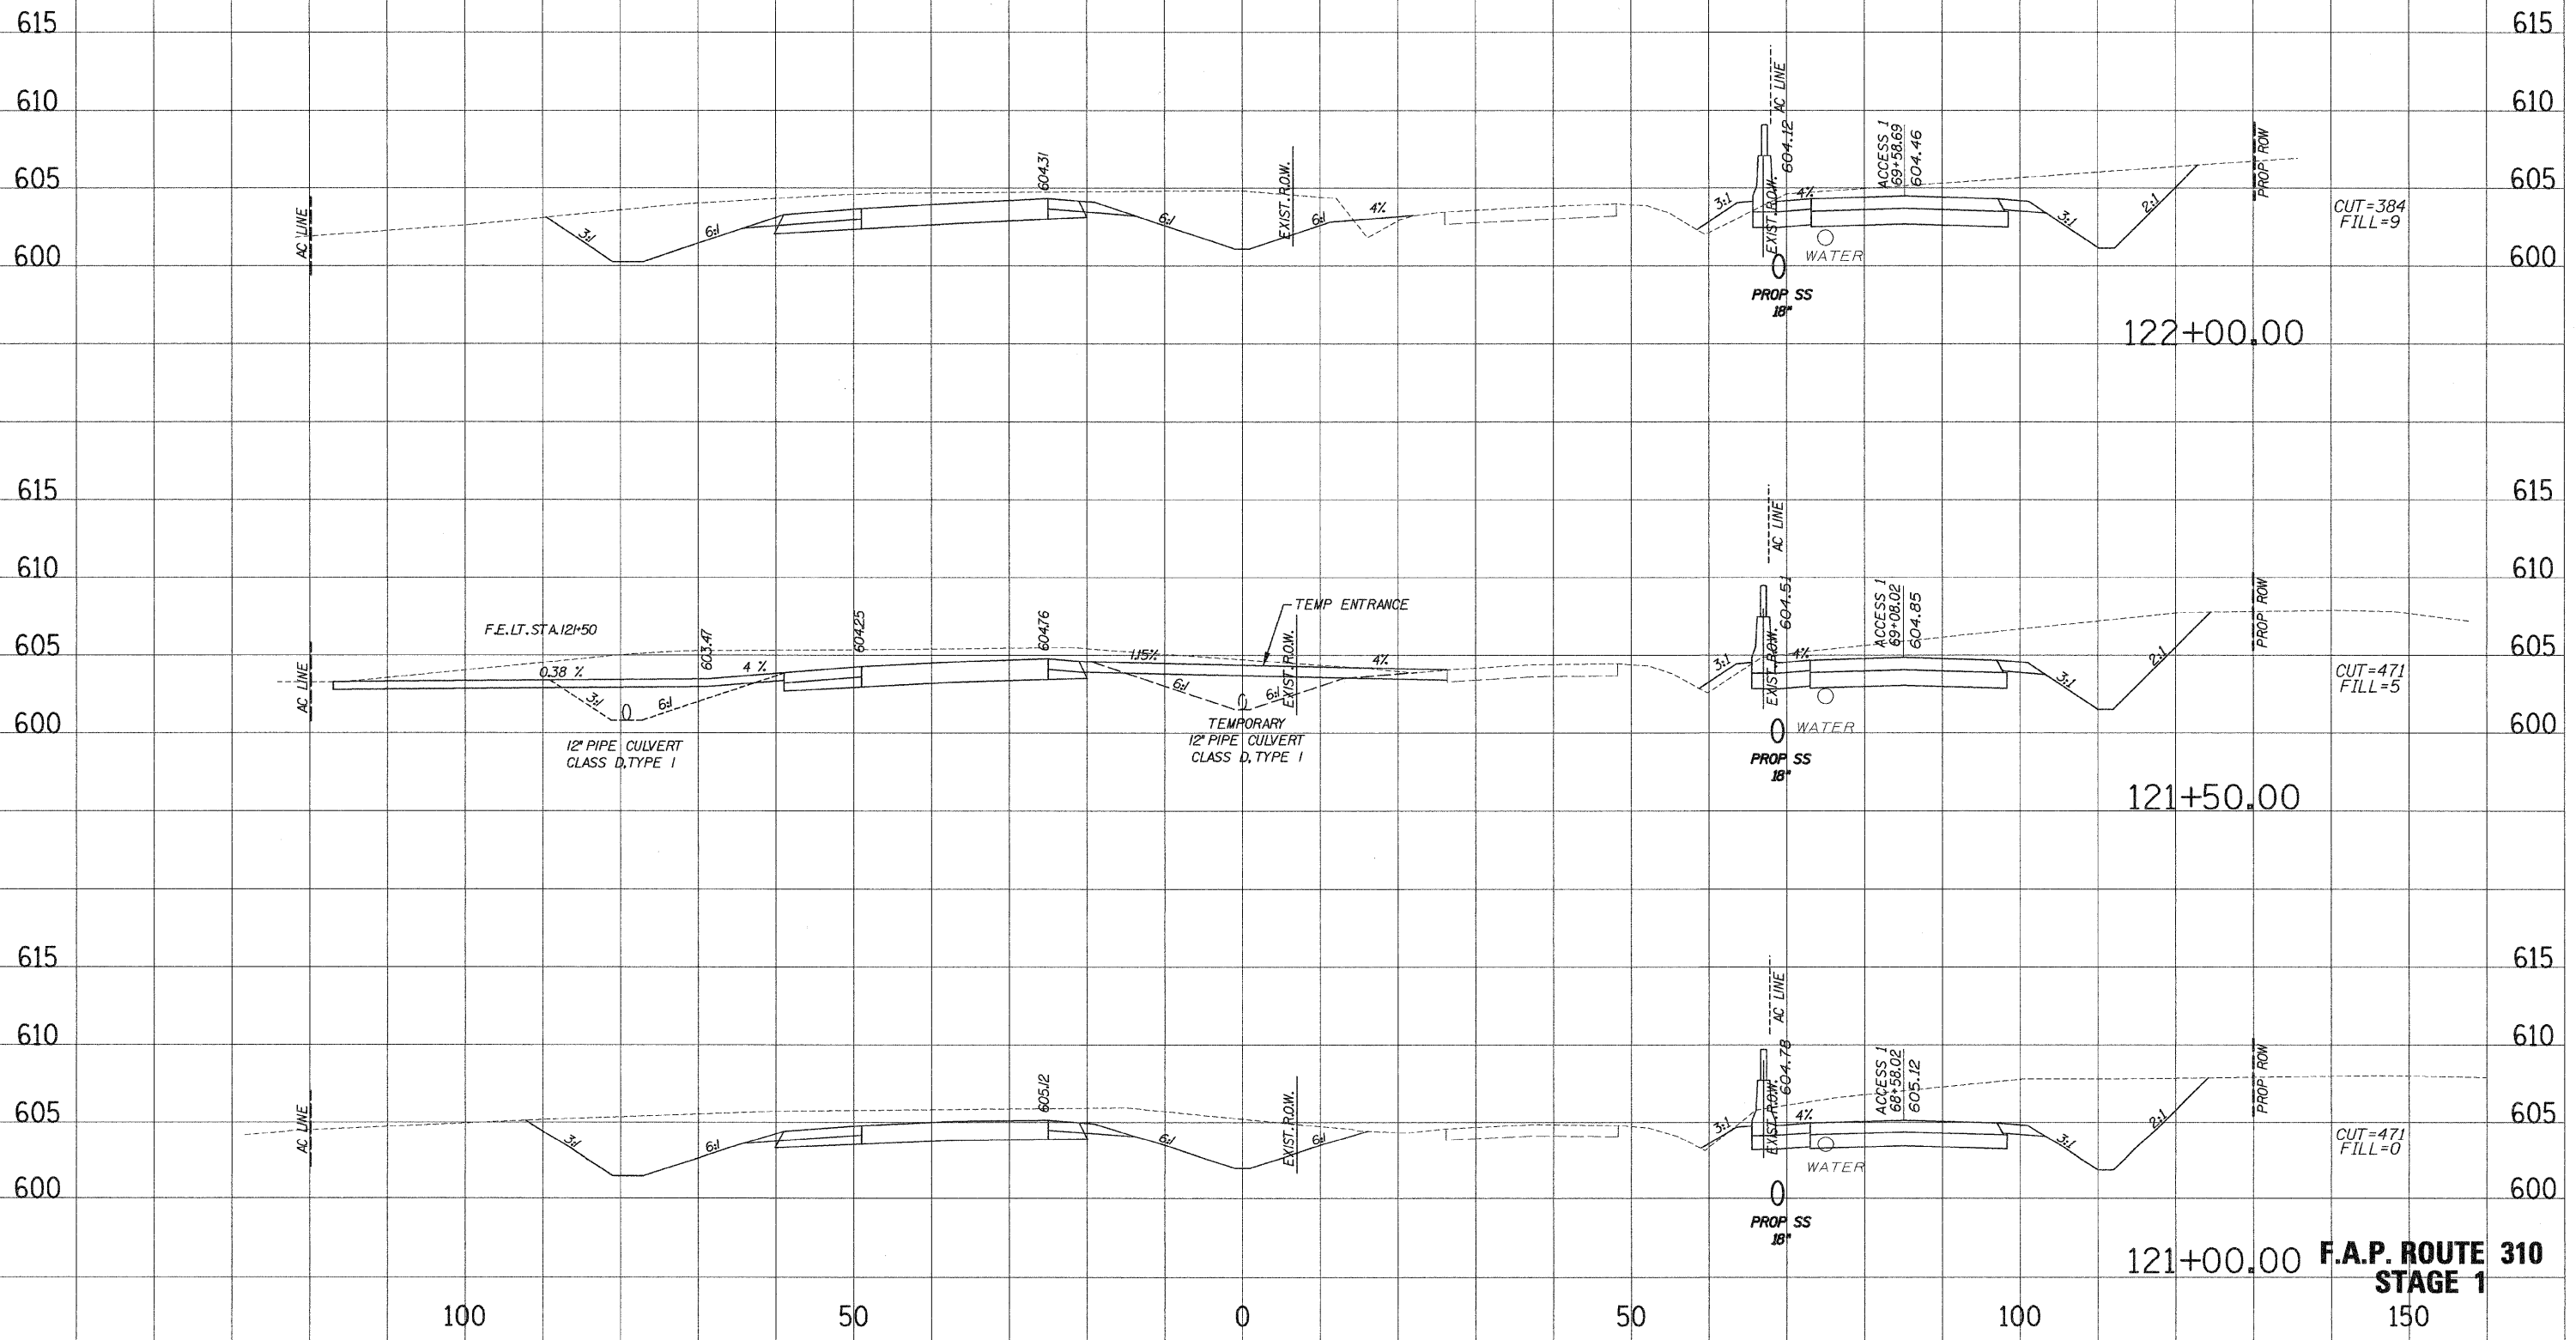 615 615
610 610
605 605
600 600
AC LINE
3:1
6:1
604.31
6:1
EXIST. R.O.W.
6:1
4%
3:1
AC LINE
604.12
EXIST. R.O.W.
4%
ACCESS 1
69+58.69
604.46
WATER
PROP SS
18"
3:1
2:1
PROP ROW
CUT=384
FILL=9
122+00.00
615 615
610 610
605 605
600 600
AC LINE
F.E. LT. STA. 121+50
0.38 %
3:1
6:1
603.47
4 %
604.25
604.76
12" PIPE CULVERT
CLASS D, TYPE 1
1.15%
6:1
6:1
TEMP ENTRANCE
EXIST. R.O.W.
4%
TEMPORARY
12" PIPE CULVERT
CLASS D, TYPE 1
3:1
AC LINE
604.51
EXIST. R.O.W.
4%
ACCESS 1
69+08.02
604.85
WATER
PROP SS
18"
3:1
2:1
PROP ROW
CUT=471
FILL=5
121+50.00
615 615
610 610
605 605
600 600
AC LINE
3:1
6:1
605.12
6:1
EXIST. R.O.W.
6:1
3:1
AC LINE
604.78
EXIST. R.O.W.
4%
ACCESS 1
68+58.02
605.12
WATER
PROP SS
18"
3:1
2:1
PROP ROW
CUT=471
FILL=0
121+00.00
F.A.P. ROUTE 310
STAGE 1
100 50 0 50 100 150